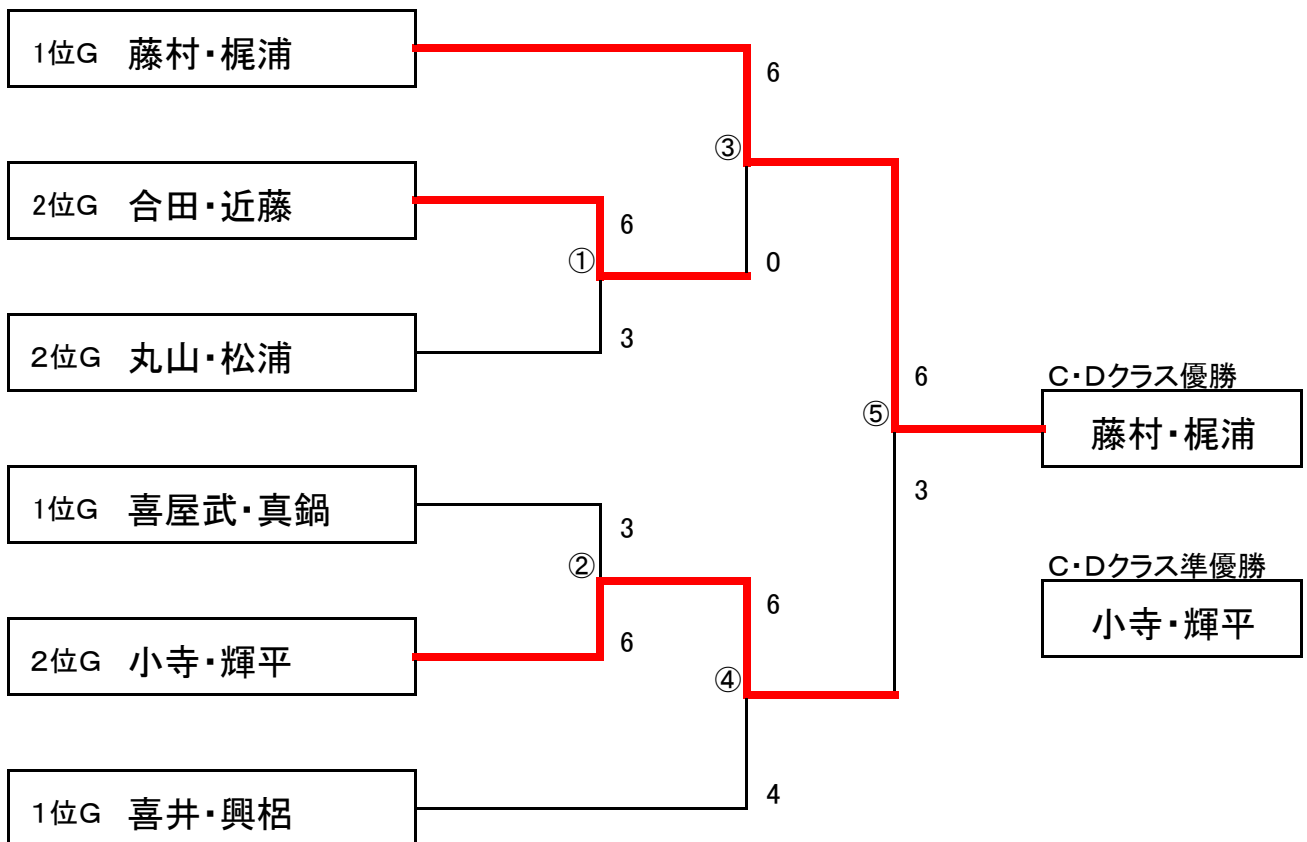 1位G 藤村・梶浦
6
③
2位G 合田・近藤
6
①
0
3
2位G 丸山・松浦
6
C・Dクラス優勝
⑤
藤村・梶浦
1位G 喜屋武・真鍋
3
3
②
C・Dクラス準優勝
6
小寺・輝平
2位G 小寺・輝平
6
④
4
1位G 喜井・興梠